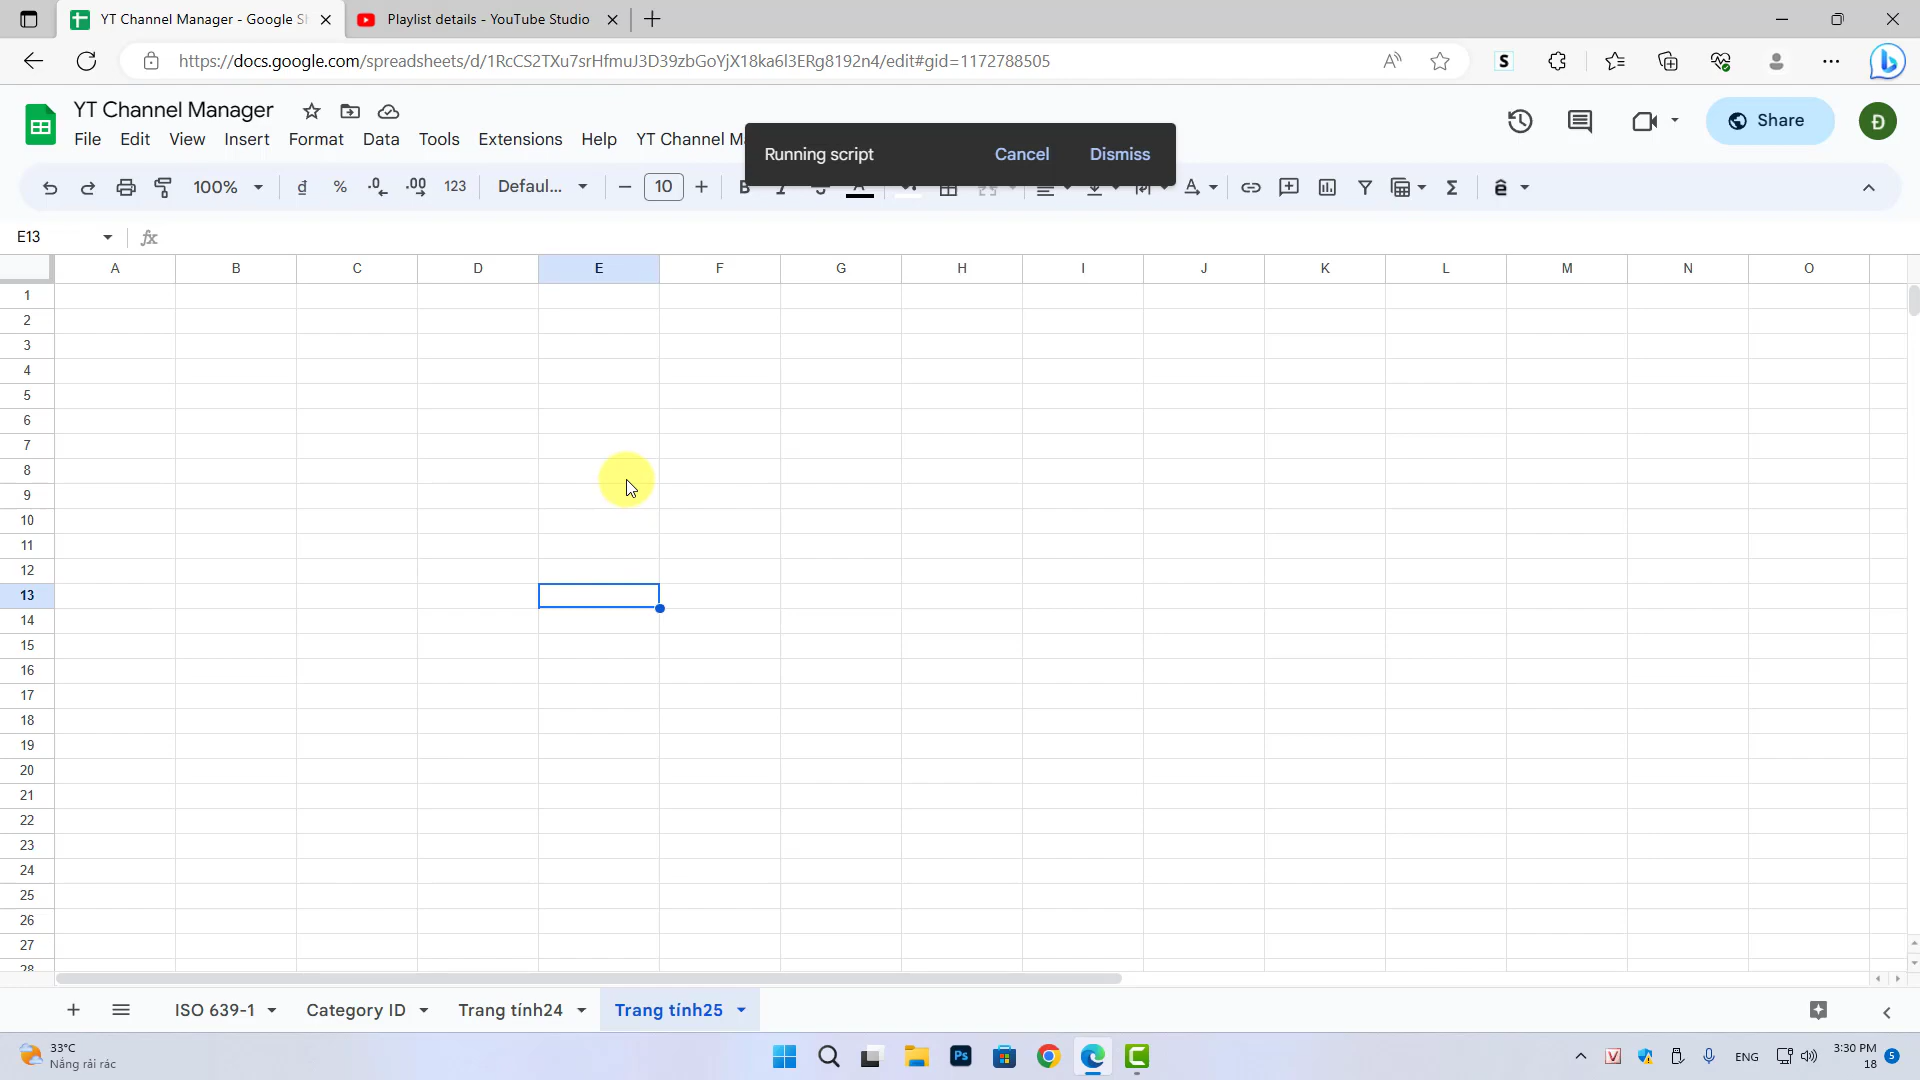 YT Channel Manager - Google S
Playlist details - YouTube Studio
https://docs.google.com/spreadsheets/d/1RcCS2TXu7srHfmuJ3D39zbGoYjX18ka6l3ERg8192n4/edit#gid=1172788505
YT Channel Manager
Share
Đ
File Edit View Insert Format Data Tools Extensions Help YT Channel M
Running script Cancel Dismiss
100% đ % .0 .00 123 Defaul... 10 B
E13 fx
A B C D E F G H I J K L M N O
1
2
3
4
5
6
7
8
9
10
11
12
13
14
15
16
17
18
19
20
21
22
23
24
25
26
27
28
ISO 639-1 Category ID Trang tính24 Trang tính25
33°C
Nắng rải rác
Ps
ENG
3:30 PM
18
5